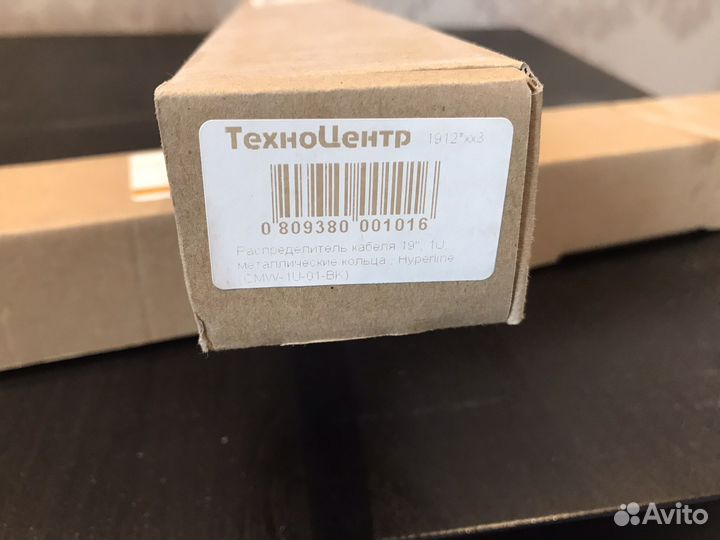 ТехноЦентр 1912*xx3
0 809380 001016
Распределитель кабеля 19", 1U,
металлические кольца , Hyperline
(CMW-1U-01-BK)
Avito